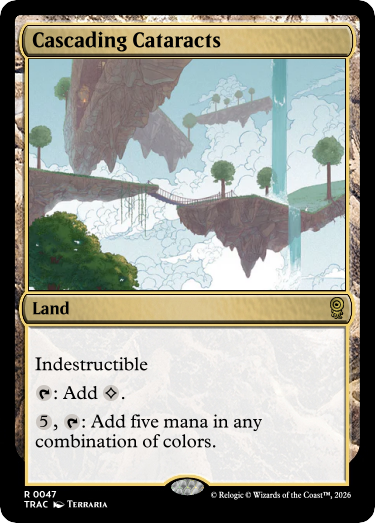 Cascading Cataracts
Land
Indestructible
: Add .
5, : Add five mana in any
combination of colors.
R 0047
TRAC Terraria
© Relogic © Wizards of the Coast™, 2026